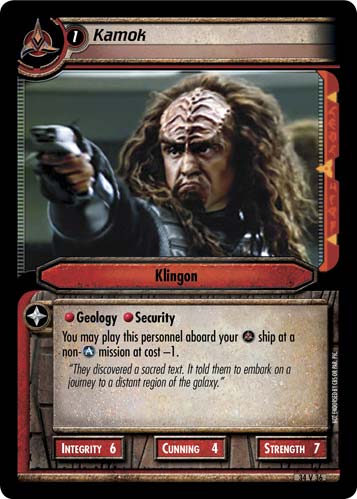 1 Kamok
Klingon
Geology Security
You may play this personnel aboard your ship at a
non- mission at cost –1.
"They discovered a sacred text. It told them to embark on a
journey to a distant region of the galaxy."
INTEGRITY 6 CUNNING 4 STRENGTH 7
34 V 36